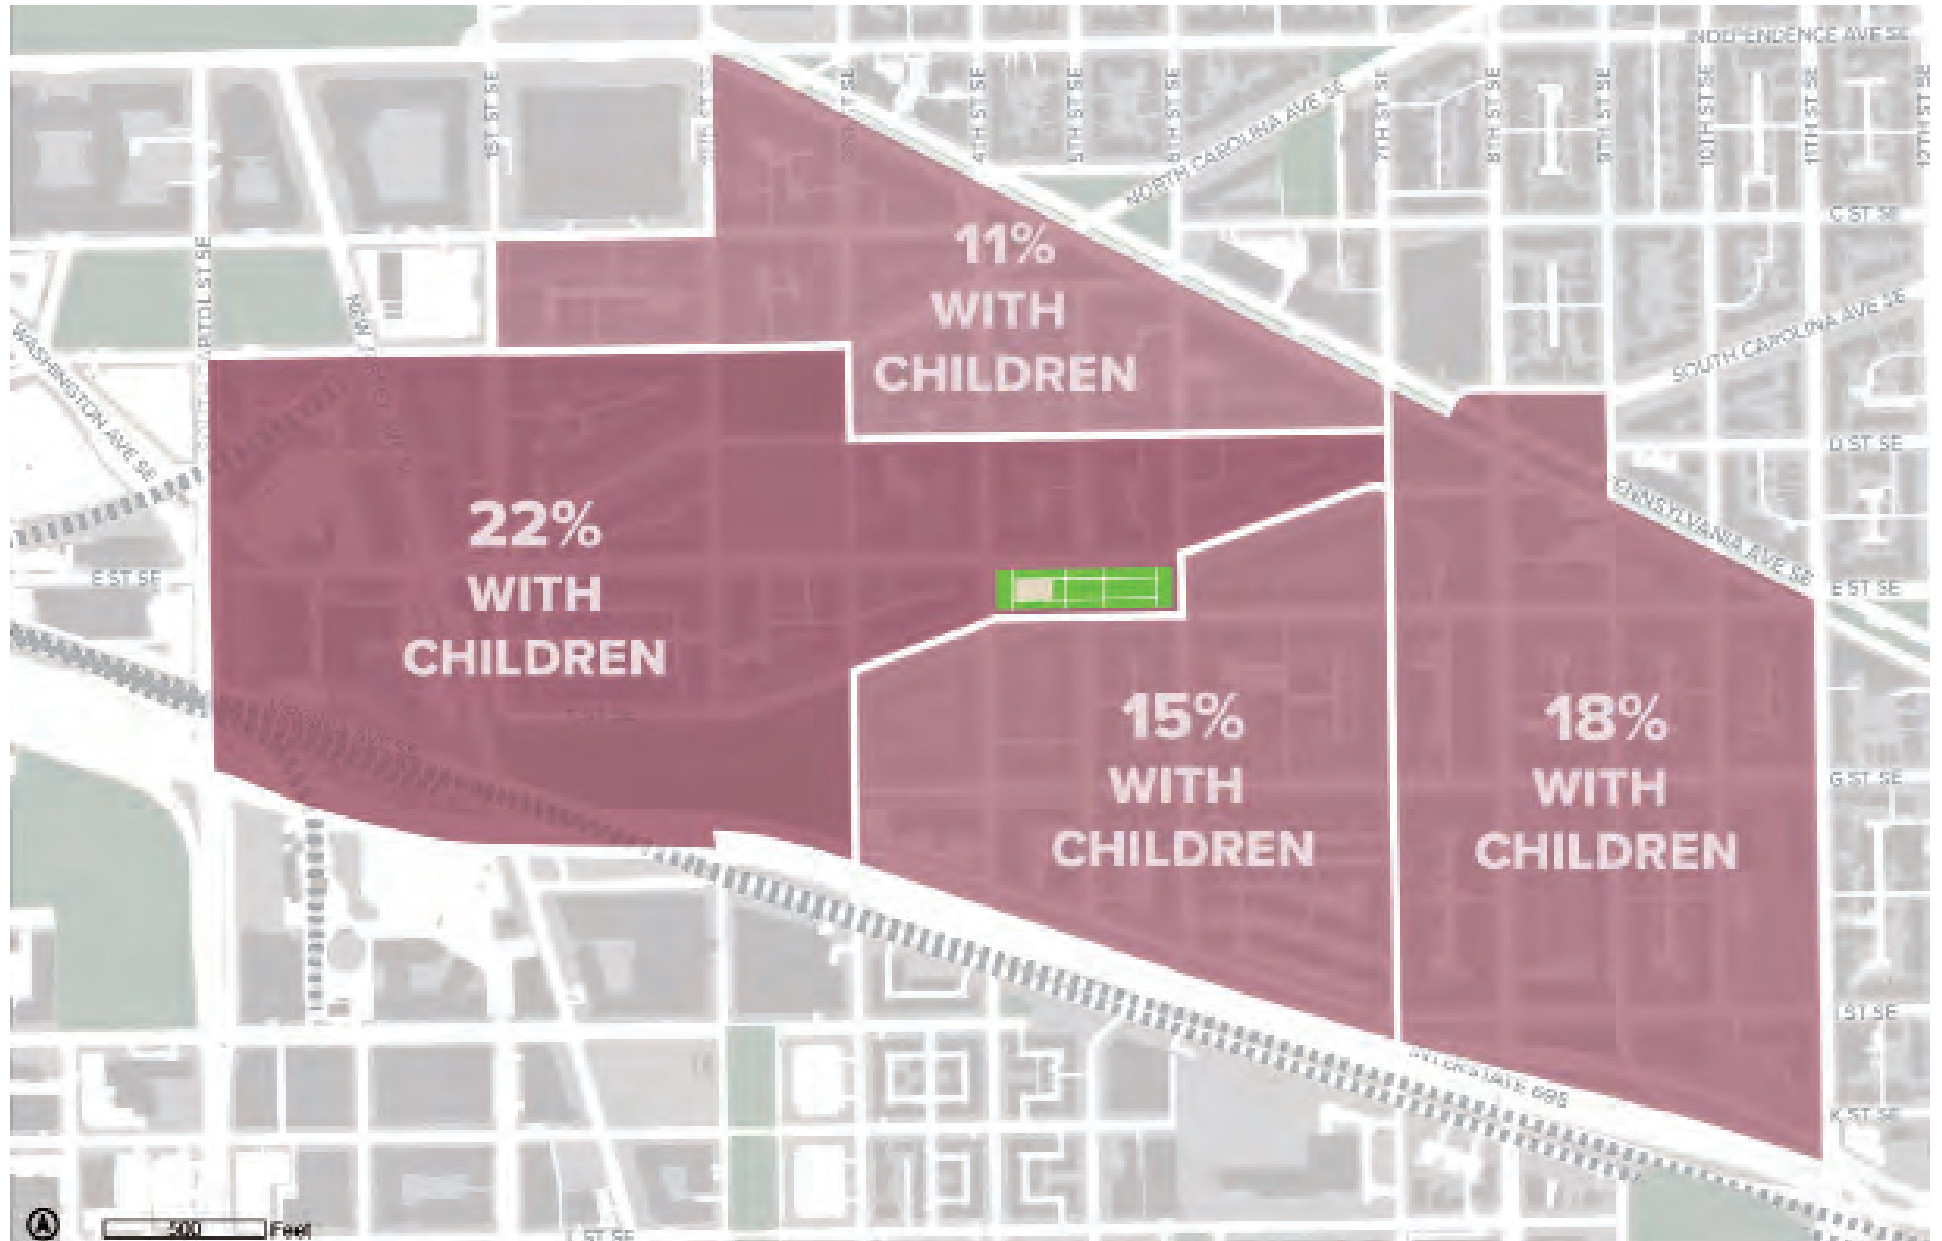 INDEPENDENCE AVE SE
1ST ST SE
4TH ST SE
5TH ST SE
6TH ST SE
7TH ST SE
8TH ST SE
9TH ST SE
10TH ST SE
11TH ST SE
12TH ST SE
NORTH CAROLINA AVE SE
C ST SE
11%
WITH
CHILDREN
SOUTH CAROLINA AVE SE
WASHINGTON AVE SE
D ST SE
22%
WITH
CHILDREN
PENNSYLVANIA AVE SE
E ST SE
E ST SE
15%
WITH
CHILDREN
18%
WITH
CHILDREN
G ST SE
I ST SE
INTERSTATE 695
K ST SE
500 Feet